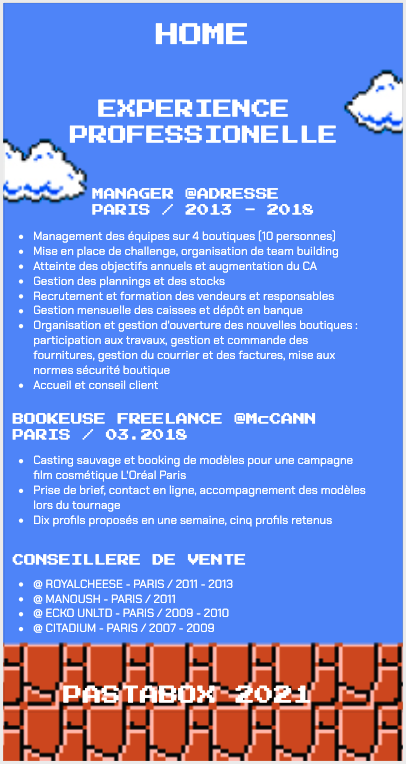 HOME
EXPERIENCE
PROFESSIONELLE
MANAGER @ADRESSE
PARIS / 2013 - 2018
• Management des équipes sur 4 boutiques (10 personnes)
• Mise en place de challenge, organisation de team building
• Atteinte des objectifs annuels et augmentation du CA
• Gestion des plannings et des stocks
• Recrutement et formation des vendeurs et responsables
• Gestion mensuelle des caisses et dépôt en banque
• Organisation et gestion d'ouverture des nouvelles boutiques :
participation aux travaux, gestion et commande des
fournitures, gestion du courrier et des factures, mise aux
normes sécurité boutique
• Accueil et conseil client
BOOKEUSE FREELANCE @McCANN
PARIS / 03.2018
• Casting sauvage et booking de modèles pour une campagne
film cosmétique L'Oréal Paris
• Prise de brief, contact en ligne, accompagnement des modèles
lors du tournage
• Dix profils proposés en une semaine, cinq profils retenus
CONSEILLERE DE VENTE
• @ ROYALCHEESE - PARIS / 2011 - 2013
• @ MANOUSH - PARIS / 2011
• @ ECKO UNLTD - PARIS / 2009 - 2010
• @ CITADIUM - PARIS / 2007 - 2009
PASTABOX 2021